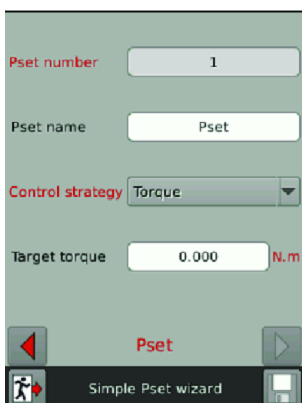 Pset number 1
Pset name Pset
Control strategy Torque
Target torque 0.000 N.m
Pset
Simple Pset wizard